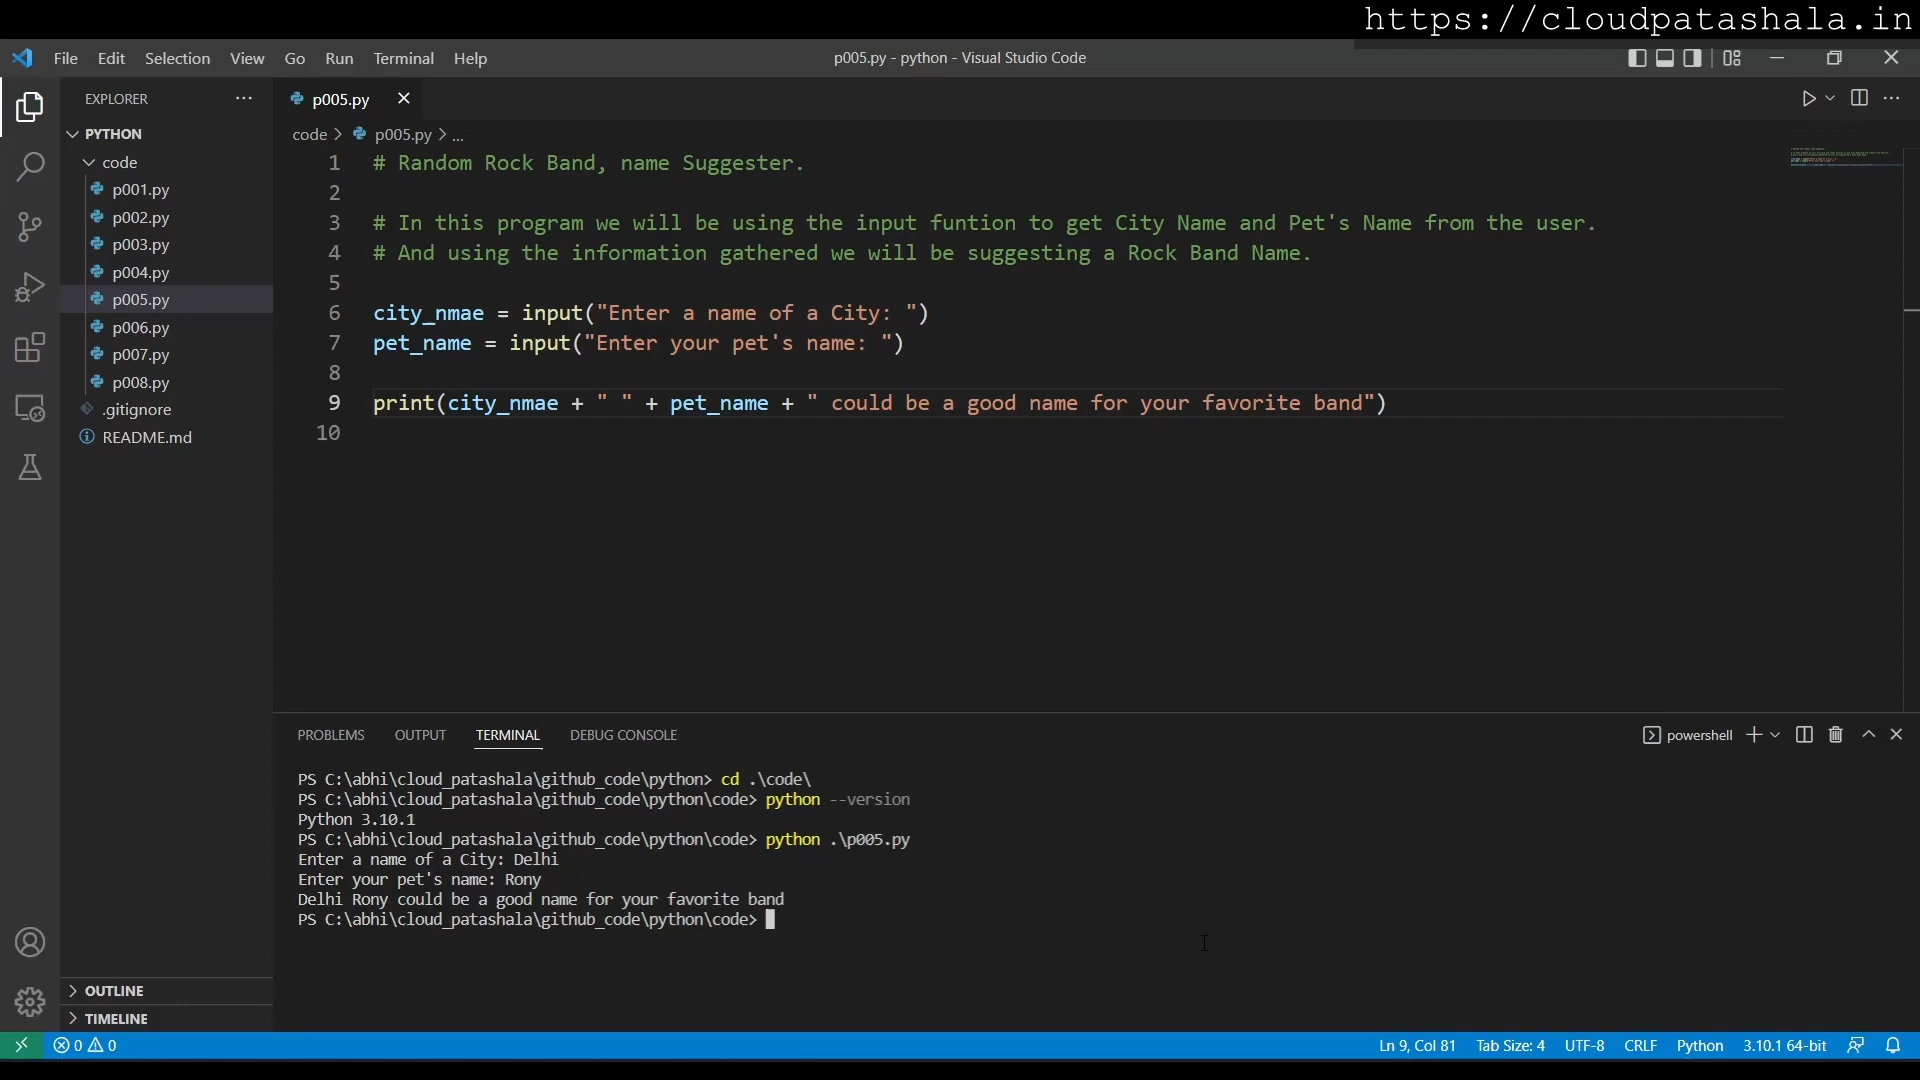 https://cloudpatashala.in
File Edit Selection View Go Run Terminal Help
p005.py - python - Visual Studio Code
EXPLORER
PYTHON
code
p001.py
p002.py
p003.py
p004.py
p005.py
p006.py
p007.py
p008.py
.gitignore
README.md
OUTLINE
TIMELINE
p005.py
code > p005.py > ...
1 # Random Rock Band, name Suggester.
2
3 # In this program we will be using the input funtion to get City Name and Pet's Name from the user.
4 # And using the information gathered we will be suggesting a Rock Band Name.
5
6 city_nmae = input("Enter a name of a City: ")
7 pet_name = input("Enter your pet's name: ")
8
9 print(city_nmae + " " + pet_name + " could be a good name for your favorite band")
10
PROBLEMS OUTPUT TERMINAL DEBUG CONSOLE
powershell
PS C:\abhi\cloud_patashala\github_code\python> cd .\code\
PS C:\abhi\cloud_patashala\github_code\python\code> python --version
Python 3.10.1
PS C:\abhi\cloud_patashala\github_code\python\code> python .\p005.py
Enter a name of a City: Delhi
Enter your pet's name: Rony
Delhi Rony could be a good name for your favorite band
PS C:\abhi\cloud_patashala\github_code\python\code>
0 0
Ln 9, Col 81 Tab Size: 4 UTF-8 CRLF Python 3.10.1 64-bit